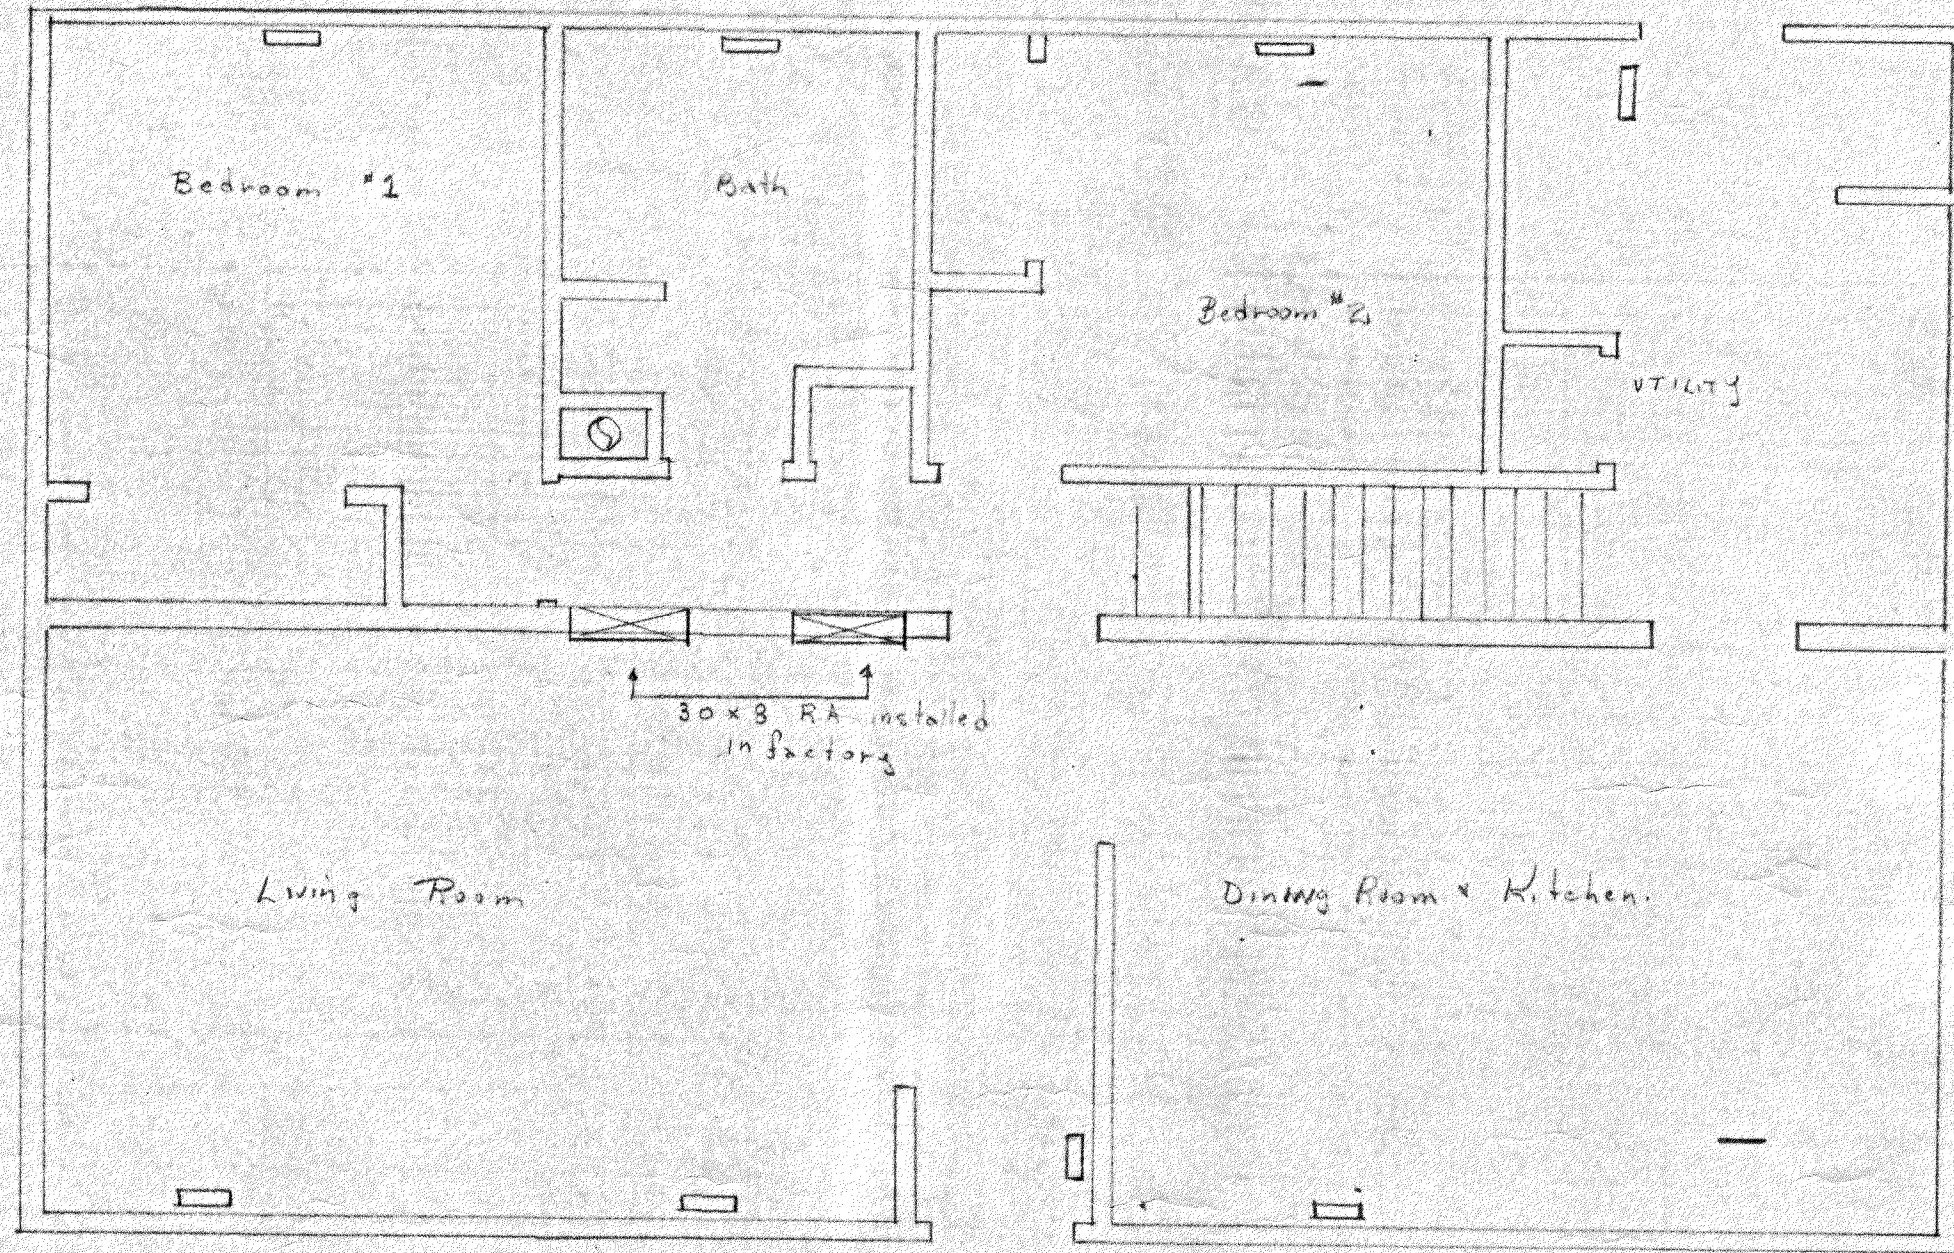 Bedroom #1
Bath
Bedroom #2
UTILITY
30 x 8 RA installed
in factory
Living Room
Dining Room & Kitchen.